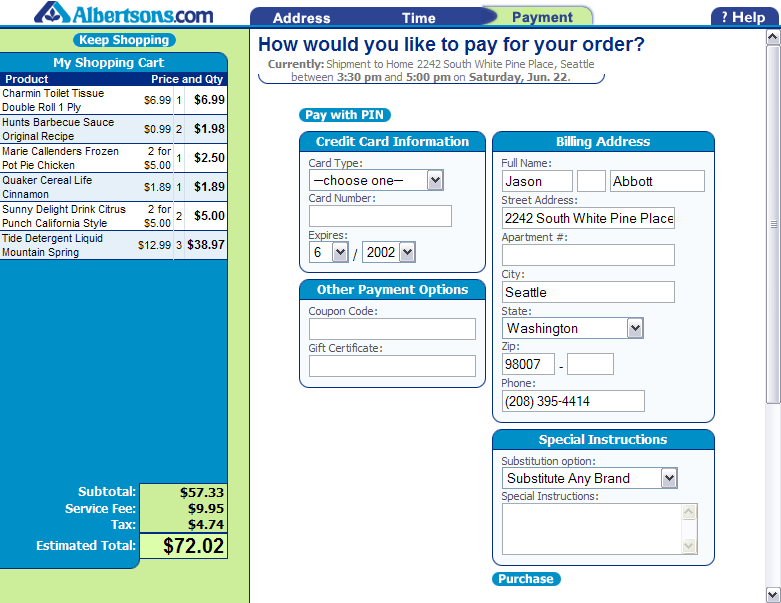 Albertsons.com
Address Time Payment ? Help
Keep Shopping
My Shopping Cart
Product Price and Qty
Charmin Toilet Tissue
Double Roll 1 Ply $6.99 1 $6.99
Hunts Barbecue Sauce
Original Recipe $0.99 2 $1.98
Marie Callenders Frozen 2 for
Pot Pie Chicken $5.00 1 $2.50
Quaker Cereal Life
Cinnamon $1.89 1 $1.89
Sunny Delight Drink Citrus 2 for
Punch California Style $5.00 2 $5.00
Tide Detergent Liquid
Mountain Spring $12.99 3 $38.97
Subtotal: $57.33
Service Fee: $9.95
Tax: $4.74
Estimated Total: $72.02
How would you like to pay for your order?
Currently: Shipment to Home 2242 South White Pine Place, Seattle
between 3:30 pm and 5:00 pm on Saturday, Jun. 22.
Pay with PIN
Credit Card Information
Card Type:
—choose one—
Card Number:
Expires:
6 / 2002
Other Payment Options
Coupon Code:
Gift Certificate:
Billing Address
Full Name:
Jason Abbott
Street Address:
2242 South White Pine Place
Apartment #:
City:
Seattle
State:
Washington
Zip:
98007 -
Phone:
(208) 395-4414
Special Instructions
Substitution option:
Substitute Any Brand
Special Instructions:
Purchase